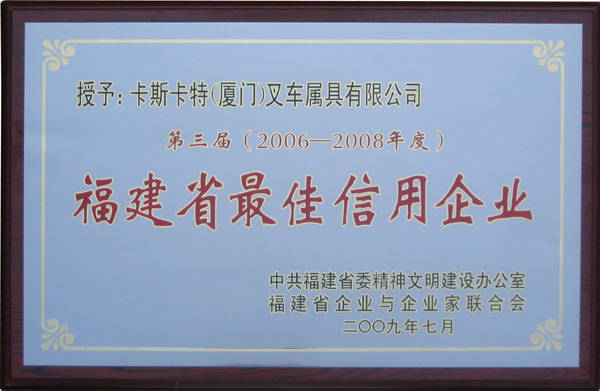 授予：卡斯卡特(厦门)叉车属具有限公司
第三届（2006—2008年度）
福建省最佳信用企业
中共福建省委精神文明建设办公室
福建省企业与企业家联合会
二〇〇九年七月